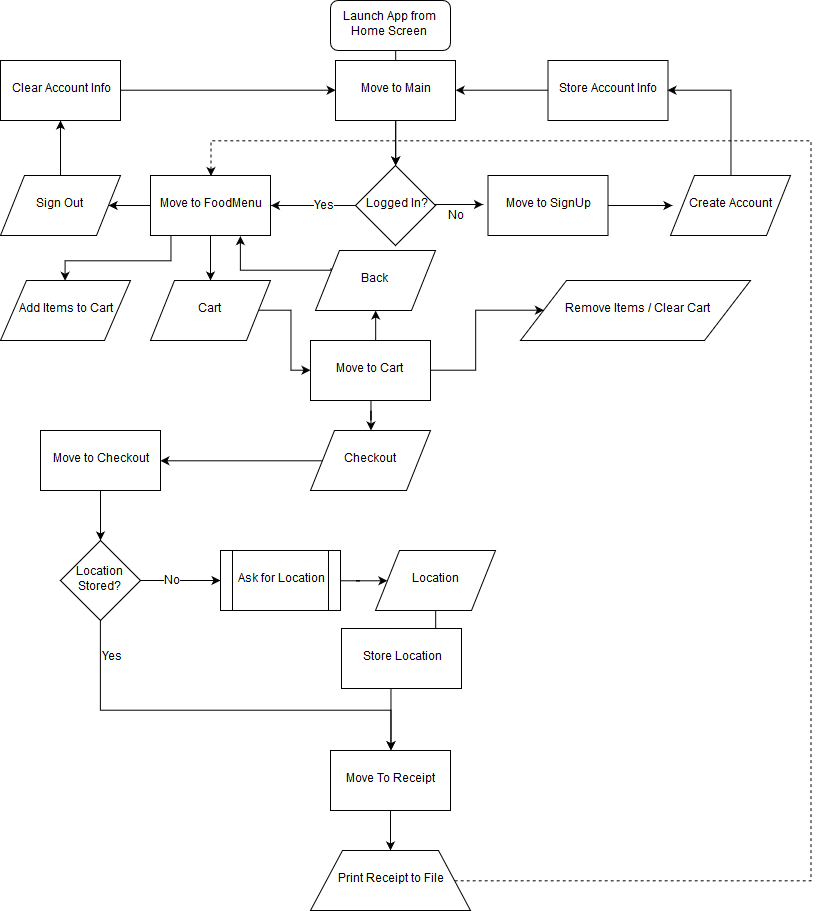 Launch App from
Home Screen
Clear Account Info
Move to Main
Store Account Info
Sign Out
Move to FoodMenu
Yes
Logged In?
No
Move to SignUp
Create Account
Add Items to Cart
Cart
Back
Remove Items / Clear Cart
Move to Cart
Move to Checkout
Checkout
Location
Stored?
No
Ask for Location
Location
Yes
Store Location
Move To Receipt
Print Receipt to File